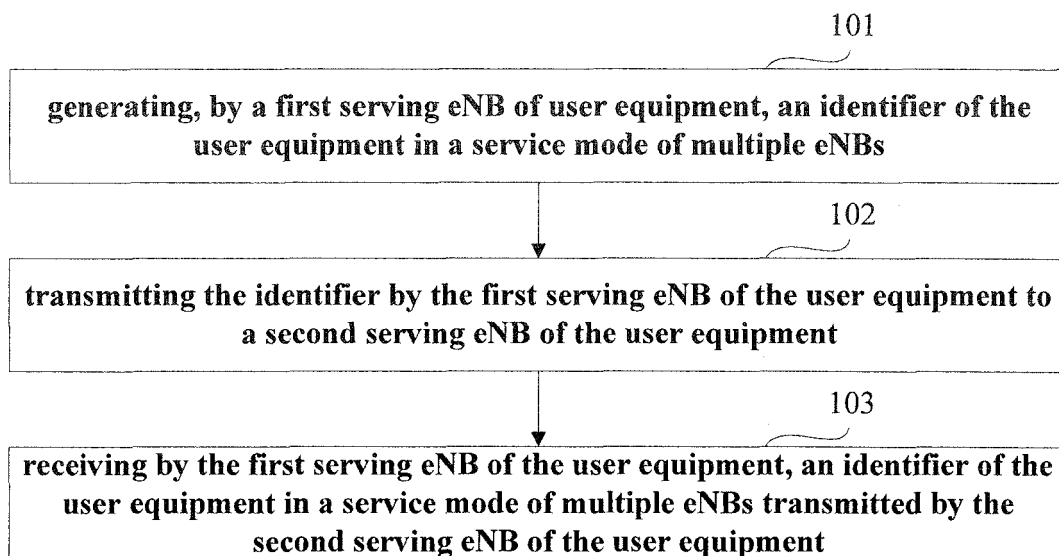 101
generating, by a first serving eNB of user equipment, an identifier of the
user equipment in a service mode of multiple eNBs
102
transmitting the identifier by the first serving eNB of the user equipment to
a second serving eNB of the user equipment
103
receiving by the first serving eNB of the user equipment, an identifier of the
user equipment in a service mode of multiple eNBs transmitted by the
second serving eNB of the user equipment